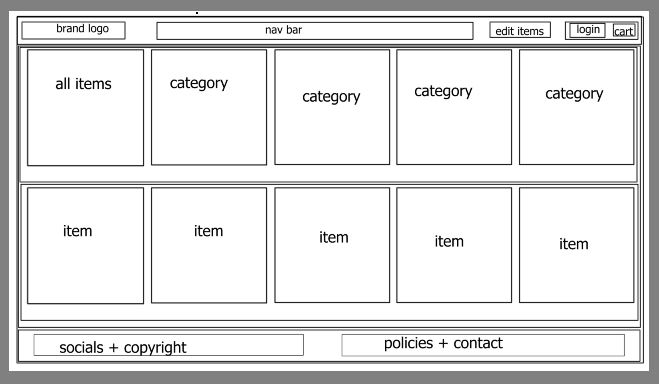 brand logo
nav bar
edit items
login
cart
all items
category
category
category
category
item
item
item
item
item
socials + copyright
policies + contact